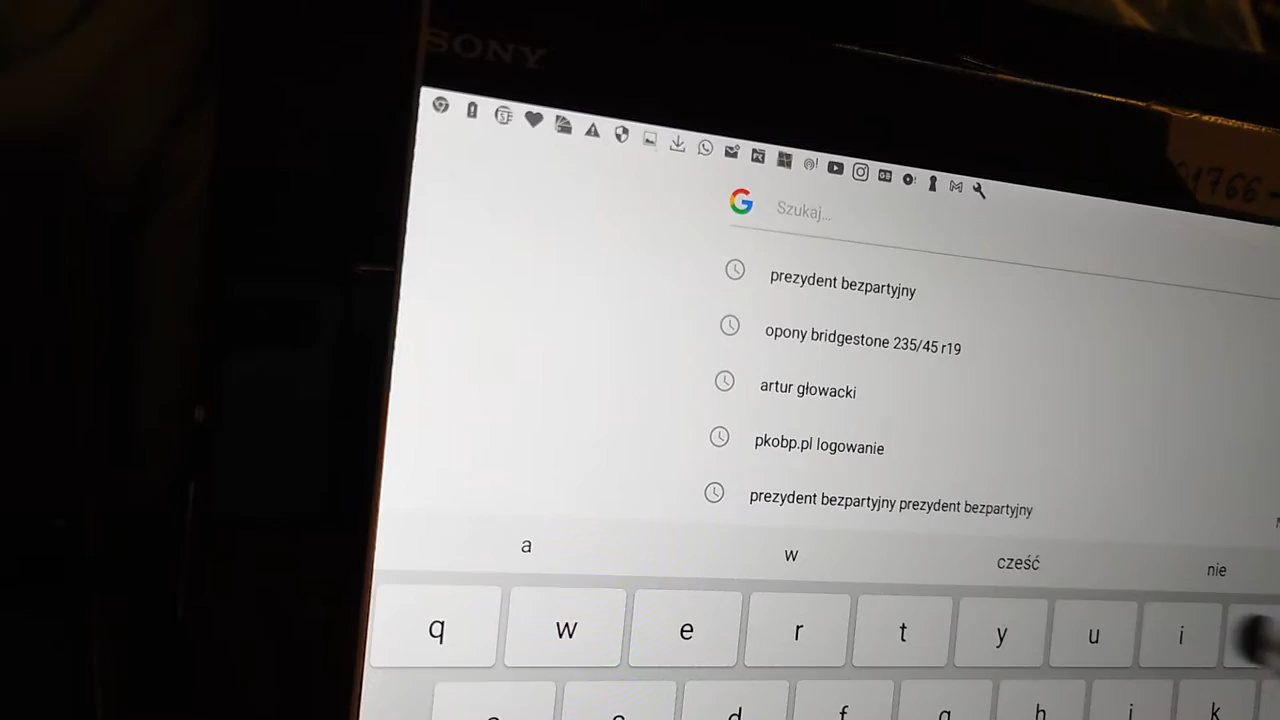 SONY
01766-
Szukaj...
prezydent bezpartyjny
opony bridgestone 235/45 r19
artur głowacki
pkobp.pl logowanie
prezydent bezpartyjny prezydent bezpartyjny
a w cześć nie
q w e r t y u i
a s d f g h j k